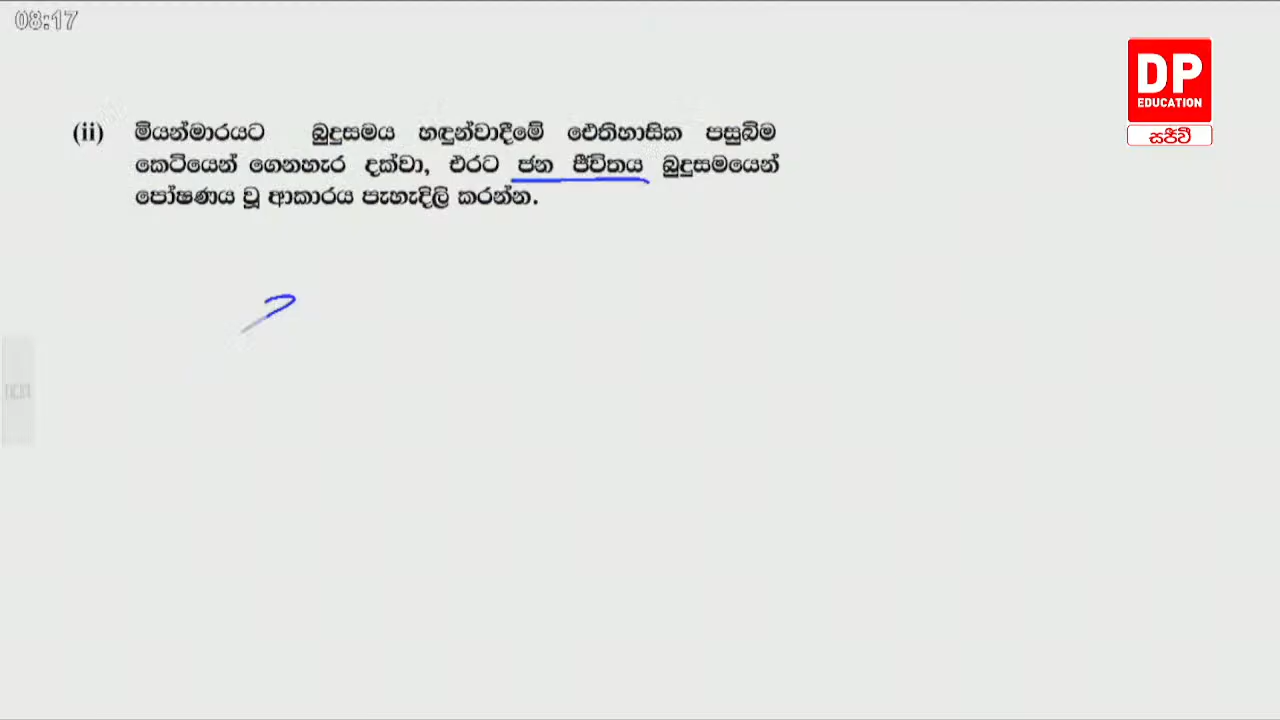 08:17
DP
EDUCATION
සජීවී
(ii) මියන්මාරයට බුදුසමය හඳුන්වාදීමේ ඓතිහාසික පසුබිම
කෙටියෙන් ගෙනහැර දක්වා, එරට ජන ජීවිතය බුදුසමයෙන්
පෝෂණය වූ ආකාරය පැහැදිලි කරන්න.